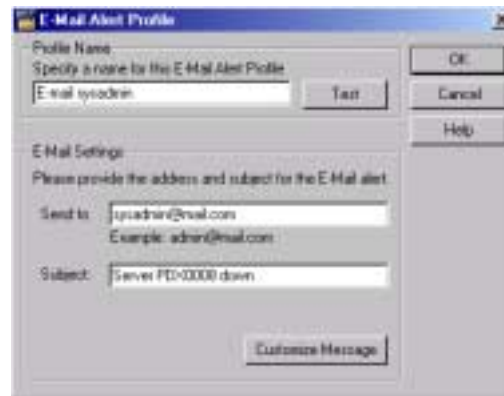 E-Mail Alert Profile
Profile Name
Specify a name for this E-Mail Alert Profile
E-mail sysadmin
Test
OK
Cancel
Help
E-Mail Settings
Please provide the address and subject for the E-Mail alert
Send to:
sysadmin@mail.com
Example: admin@mail.com
Subject:
Server down
Customize Message